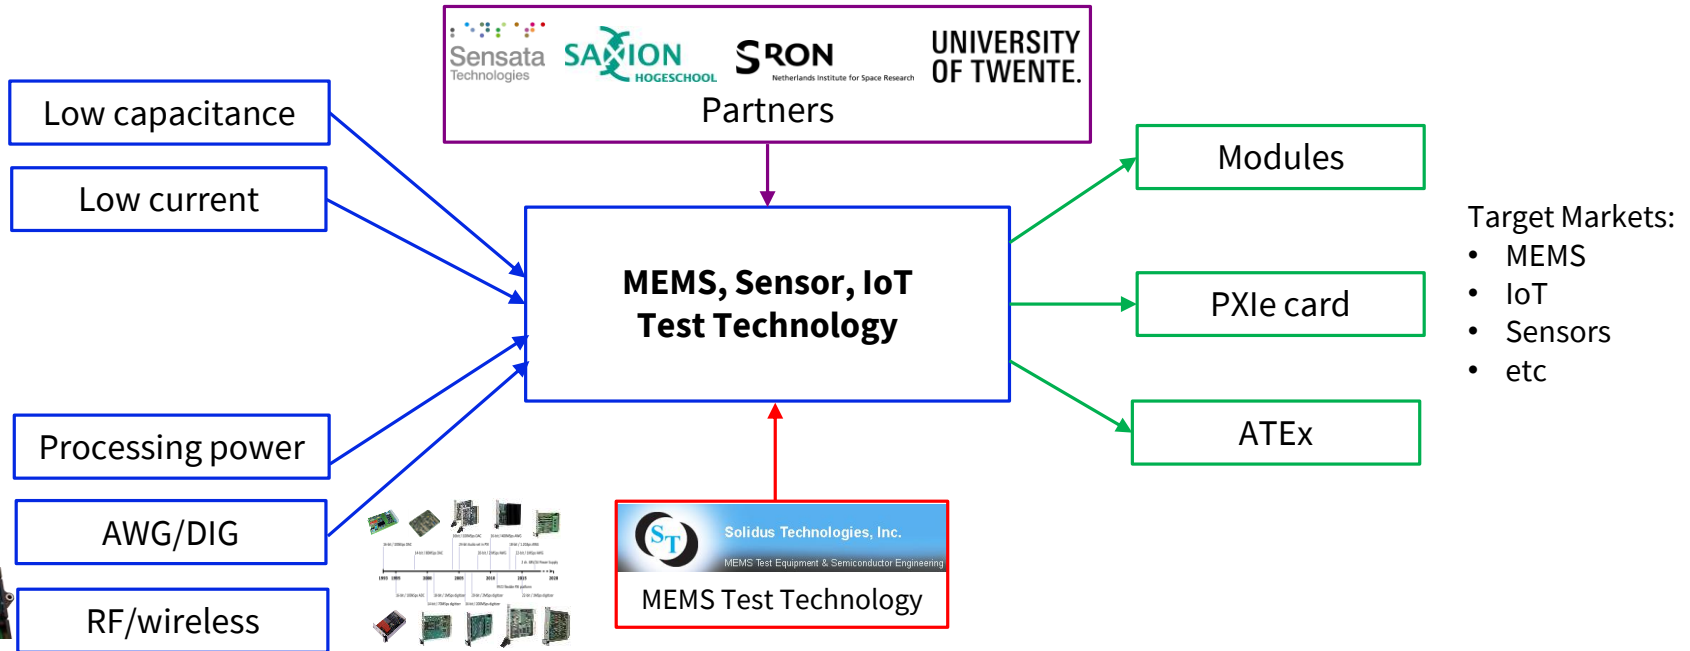 Sensata
Technologies
SAXION
HOGESCHOOL
SRON
Netherlands Institute for Space Research
UNIVERSITY
OF TWENTE.
Partners
Low capacitance
Low current
Processing power
AWG/DIG
RF/wireless
MEMS, Sensor, IoT
Test Technology
Modules
PXIe card
ATEx
Target Markets:
• MEMS
• IoT
• Sensors
• etc
ST
Solidus Technologies, Inc.
MEMS Test Equipment & Semiconductor Engineering
MEMS Test Technology